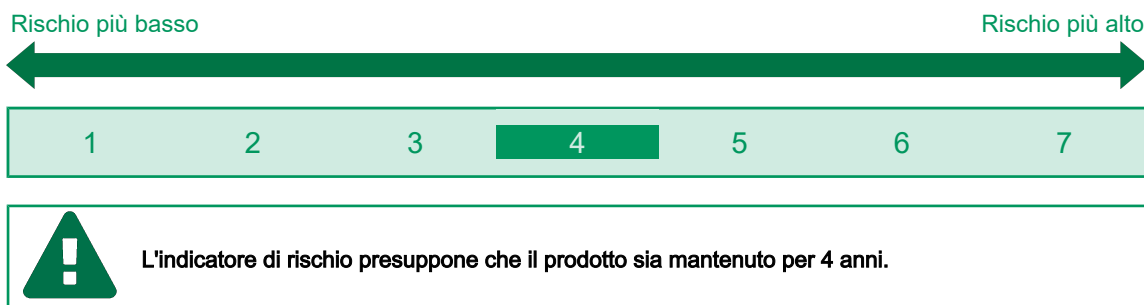 Rischio più basso Rischio più alto
1 2 3 4 5 6 7
L'indicatore di rischio presuppone che il prodotto sia mantenuto per 4 anni.